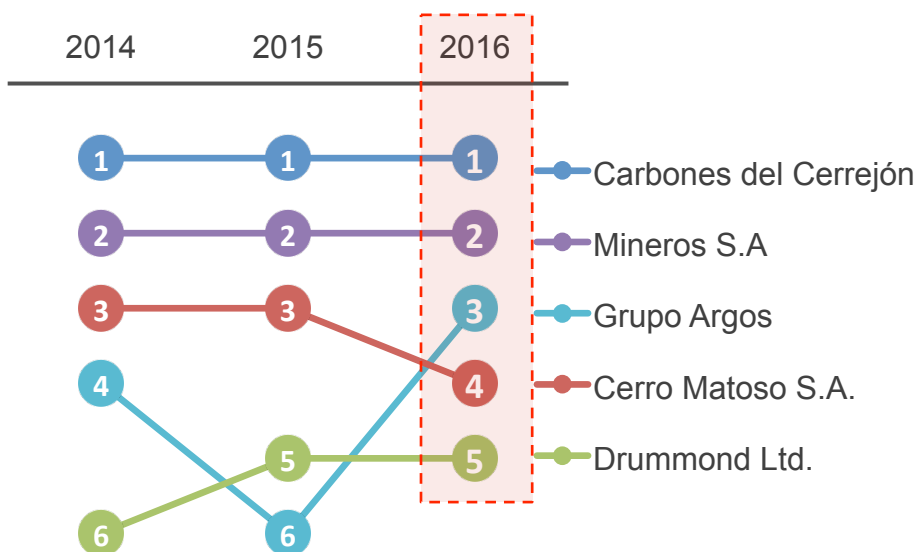 2014 2015 2016
1 1 1 Carbones del Cerrejón
2 2 2 Mineros S.A
3 3 3 Grupo Argos
4 4 Cerro Matoso S.A.
5 5 Drummond Ltd.
6 6